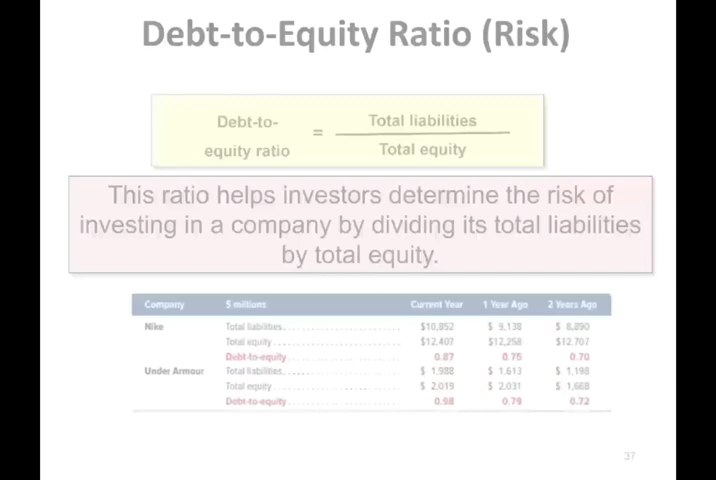 Debt-to-Equity Ratio (Risk)
Debt-to-
equity ratio
=
Total liabilities
Total equity
This ratio helps investors determine the risk of
investing in a company by dividing its total liabilities
by total equity.
Company $ millions Current Year 1 Year Ago 2 Years Ago
Nike Total liabilities $10,852 $ 9,138 $ 8,890
Total equity $12,407 $12,258 $12,707
Debt-to-equity 0.87 0.75 0.70
Under Armour Total liabilities $ 1,988 $ 1,613 $ 1,198
Total equity $ 2,019 $ 2,031 $ 1,668
Debt-to-equity 0.98 0.79 0.72
37